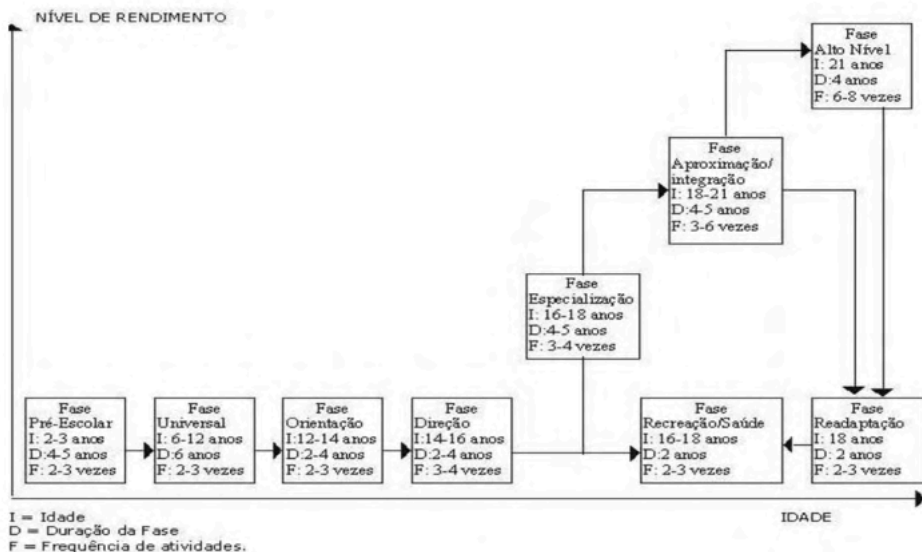 NÍVEL DE RENDIMENTO
Fase
Alto Nível
I: 21 anos
D:4 anos
F: 6-8 vezes
Fase
Aproximação/
integração
I: 18-21 anos
D:4-5 anos
F: 3-6 vezes
Fase
Especialização
I: 16-18 anos
D:4-5 anos
F: 3-4 vezes
Fase
Pré-Escolar
I: 2-3 anos
D:4-5 anos
F: 2-3 vezes
Fase
Universal
I: 6-12 anos
D:6 anos
F: 2-3 vezes
Fase
Orientação
I:12-14 anos
D:2-4 anos
F: 2-3 vezes
Fase
Direção
I:14-16 anos
D:2-4 anos
F: 3-4 vezes
Fase
Recreação/Saúde
I: 16-18 anos
D:2 anos
F: 2-3 vezes
Fase
Readaptação
I: 18 anos
D: 2 anos
F: 2-3 vezes
IDADE
I = Idade
D = Duração da Fase
F = Frequência de atividades.